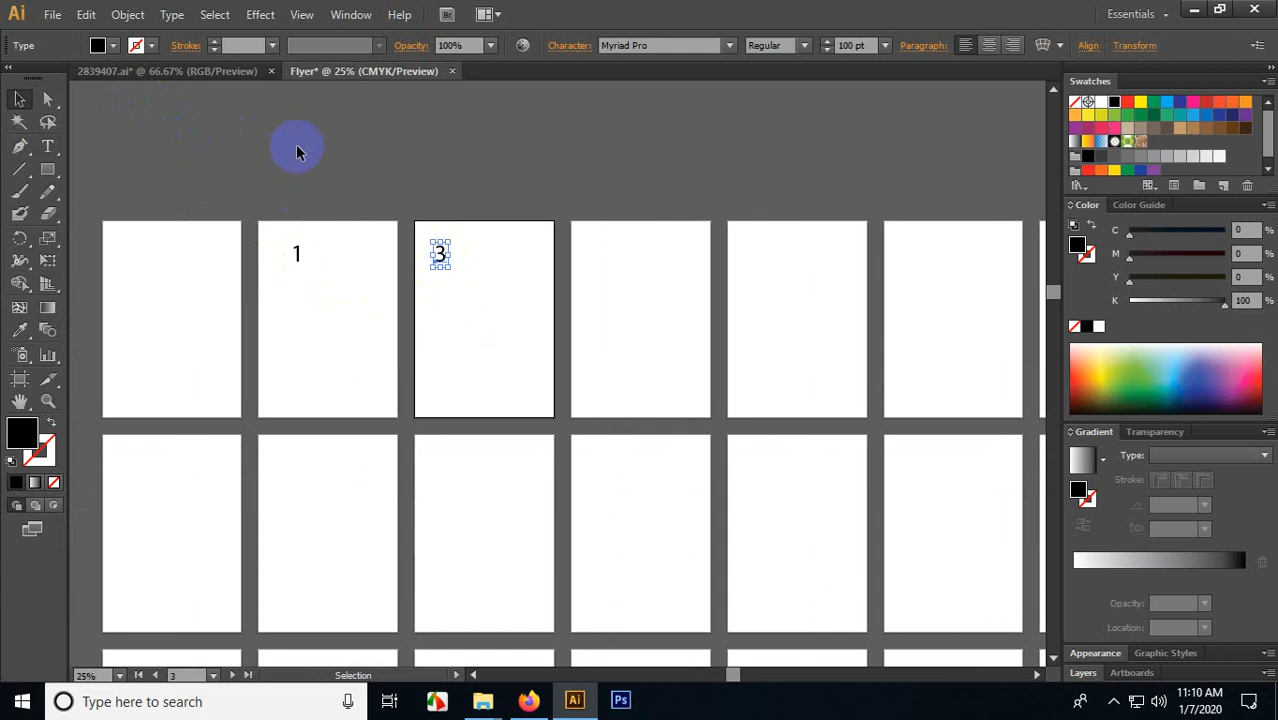 Ai File Edit Object Type Select Effect View Window Help Br Essentials
Type Stroke: Opacity: 100% Character: Myriad Pro Regular 100 pt Paragraph: Align Transform
2839407.ai* @ 66.67% (RGB/Preview) × Flyer* @ 25% (CMYK/Preview) ×
Swatches
T
1 3
Color Color Guide
C 0
M 0
Y 0
K 100
Gradient Transparency
Type:
Stroke:
Opacity:
Location:
Appearance Graphic Styles
Layers Artboards
25% 3 Selection
Type here to search Ai Ps 11:10 AM
1/7/2020